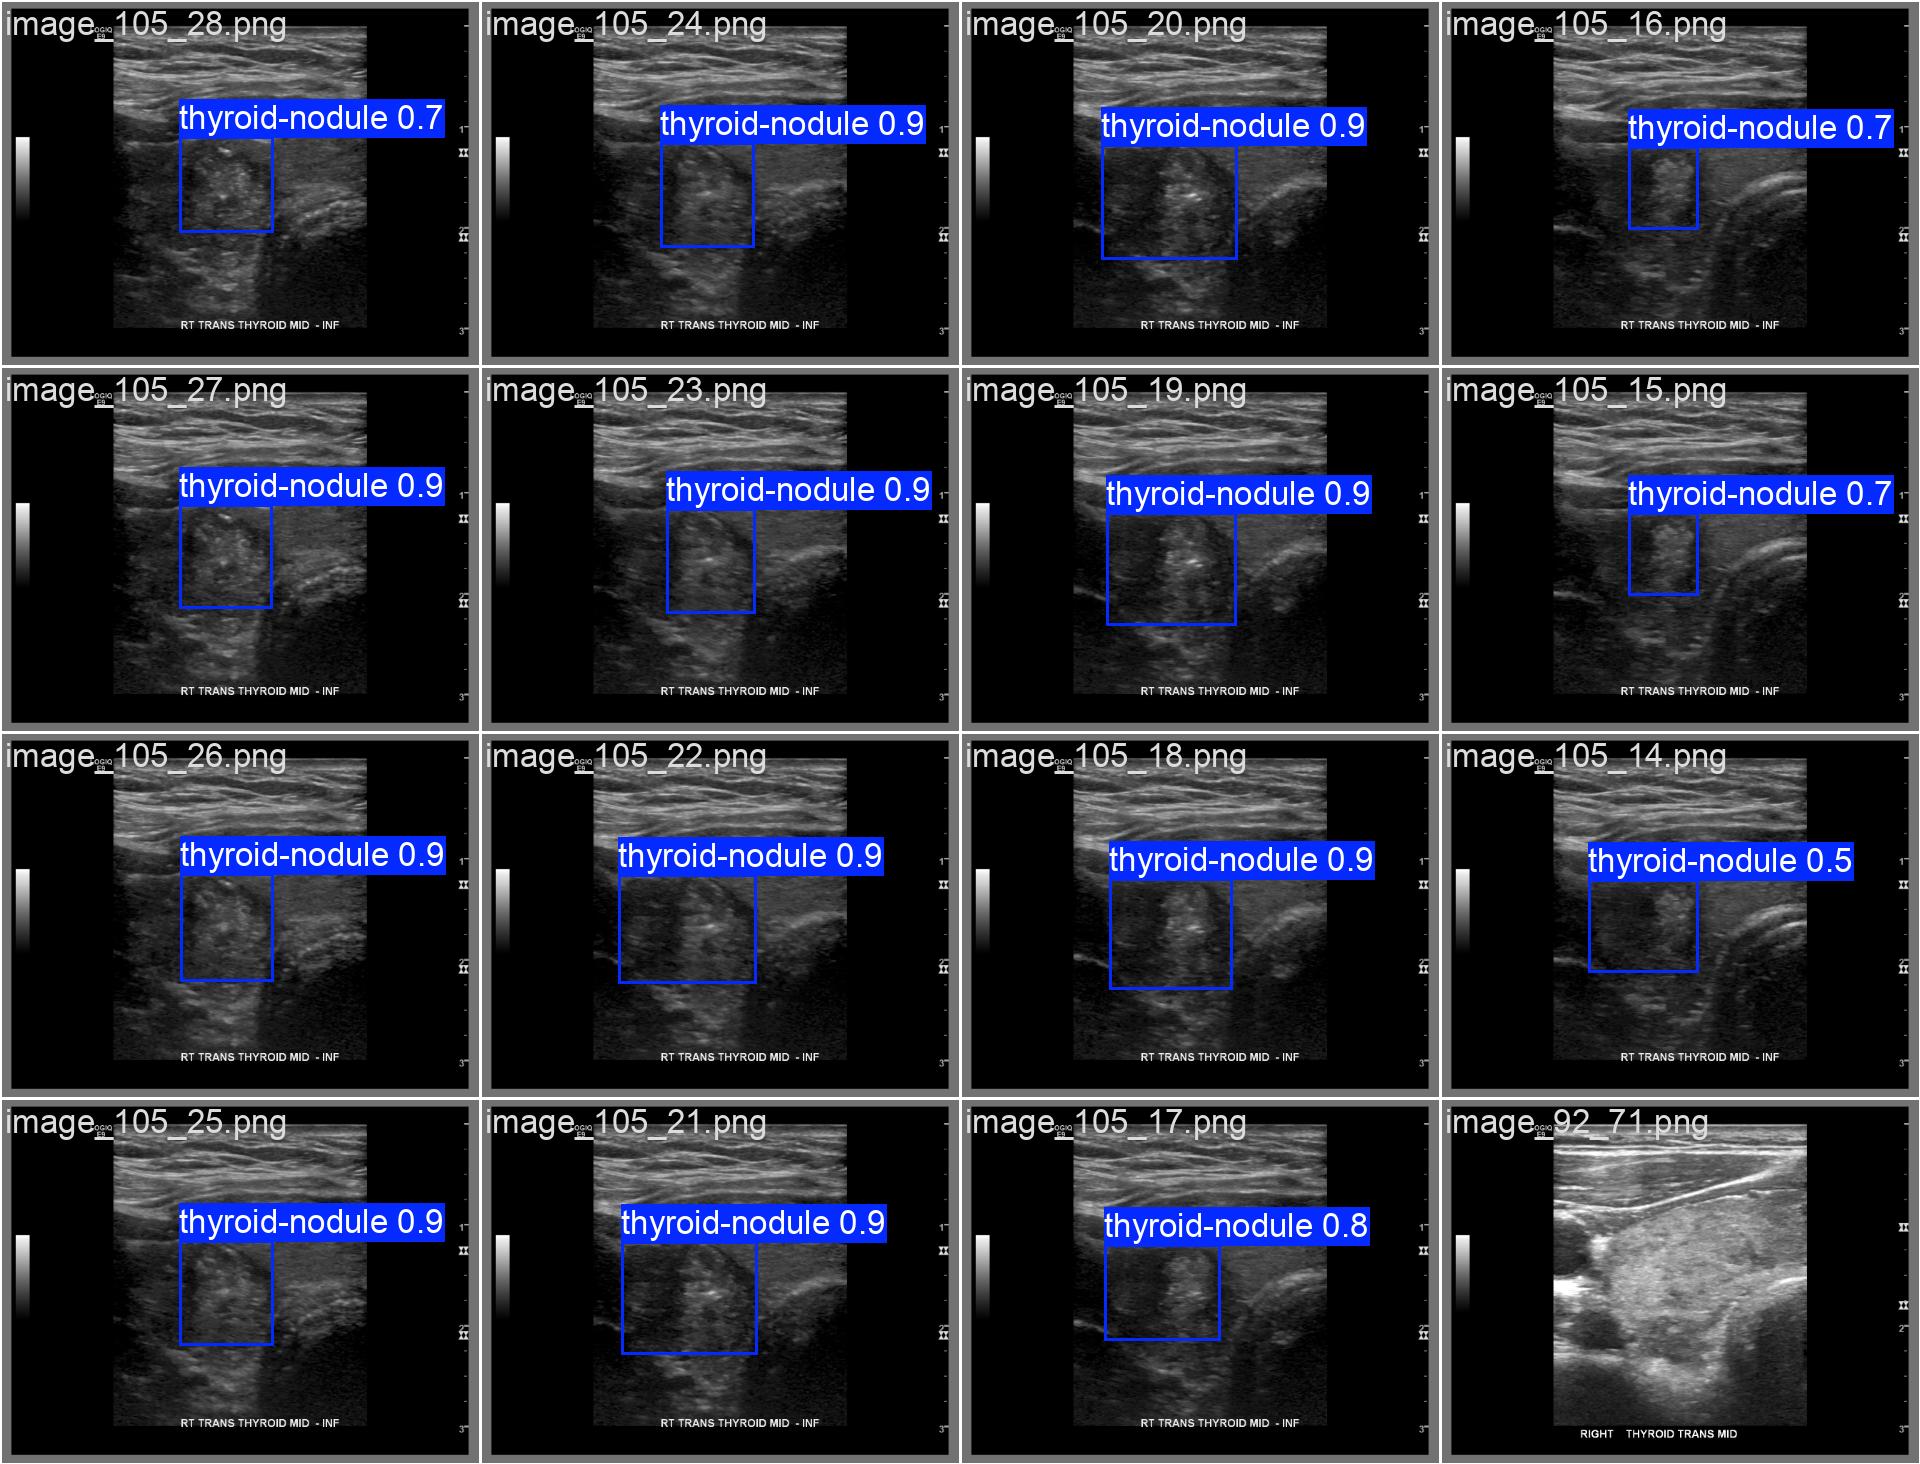 image_105_28.png
thyroid-nodule 0.7
RT TRANS THYROID MID - INF
image_105_24.png
thyroid-nodule 0.9
RT TRANS THYROID MID - INF
image_105_20.png
thyroid-nodule 0.9
RT TRANS THYROID MID - INF
image_105_16.png
thyroid-nodule 0.7
RT TRANS THYROID MID - INF
image_105_27.png
thyroid-nodule 0.9
RT TRANS THYROID MID - INF
image_105_23.png
thyroid-nodule 0.9
RT TRANS THYROID MID - INF
image_105_19.png
thyroid-nodule 0.9
RT TRANS THYROID MID - INF
image_105_15.png
thyroid-nodule 0.7
RT TRANS THYROID MID - INF
image_105_26.png
thyroid-nodule 0.9
RT TRANS THYROID MID - INF
image_105_22.png
thyroid-nodule 0.9
RT TRANS THYROID MID - INF
image_105_18.png
thyroid-nodule 0.9
RT TRANS THYROID MID - INF
image_105_14.png
thyroid-nodule 0.5
RT TRANS THYROID MID - INF
image_105_25.png
thyroid-nodule 0.9
RT TRANS THYROID MID - INF
image_105_21.png
thyroid-nodule 0.9
RT TRANS THYROID MID - INF
image_105_17.png
thyroid-nodule 0.8
RT TRANS THYROID MID - INF
image_92_71.png
RIGHT THYROID TRANS MID